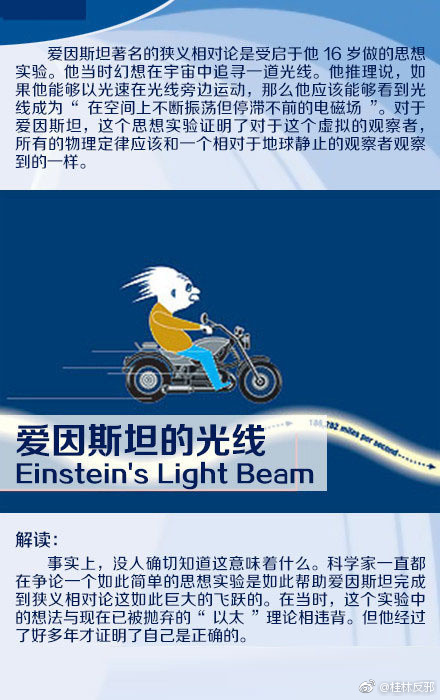 爱因斯坦著名的狭义相对论是受启于他 16 岁做的思想
实验。他当时幻想在宇宙中追寻一道光线。他推理说，如
果他能够以光速在光线旁边运动，那么他应该能够看到光
线成为“ 在空间上不断振荡但停滞不前的电磁场 ”。对于
爱因斯坦，这个思想实验证明了对于这个虚拟的观察者，
所有的物理定律应该和一个相对于地球静止的观察者观察
到的一样。
186,282 miles per second
爱因斯坦的光线
Einstein's Light Beam
解读：
事实上，没人确切知道这意味着什么。科学家一直都
在争论一个如此简单的思想实验是如此帮助爱因斯坦完成
到狭义相对论这如此巨大的飞跃的。在当时，这个实验中
的想法与现在已被抛弃的“ 以太 ”理论相违背。但他经过
了好多年才证明了自己是正确的。
@桂林反邪